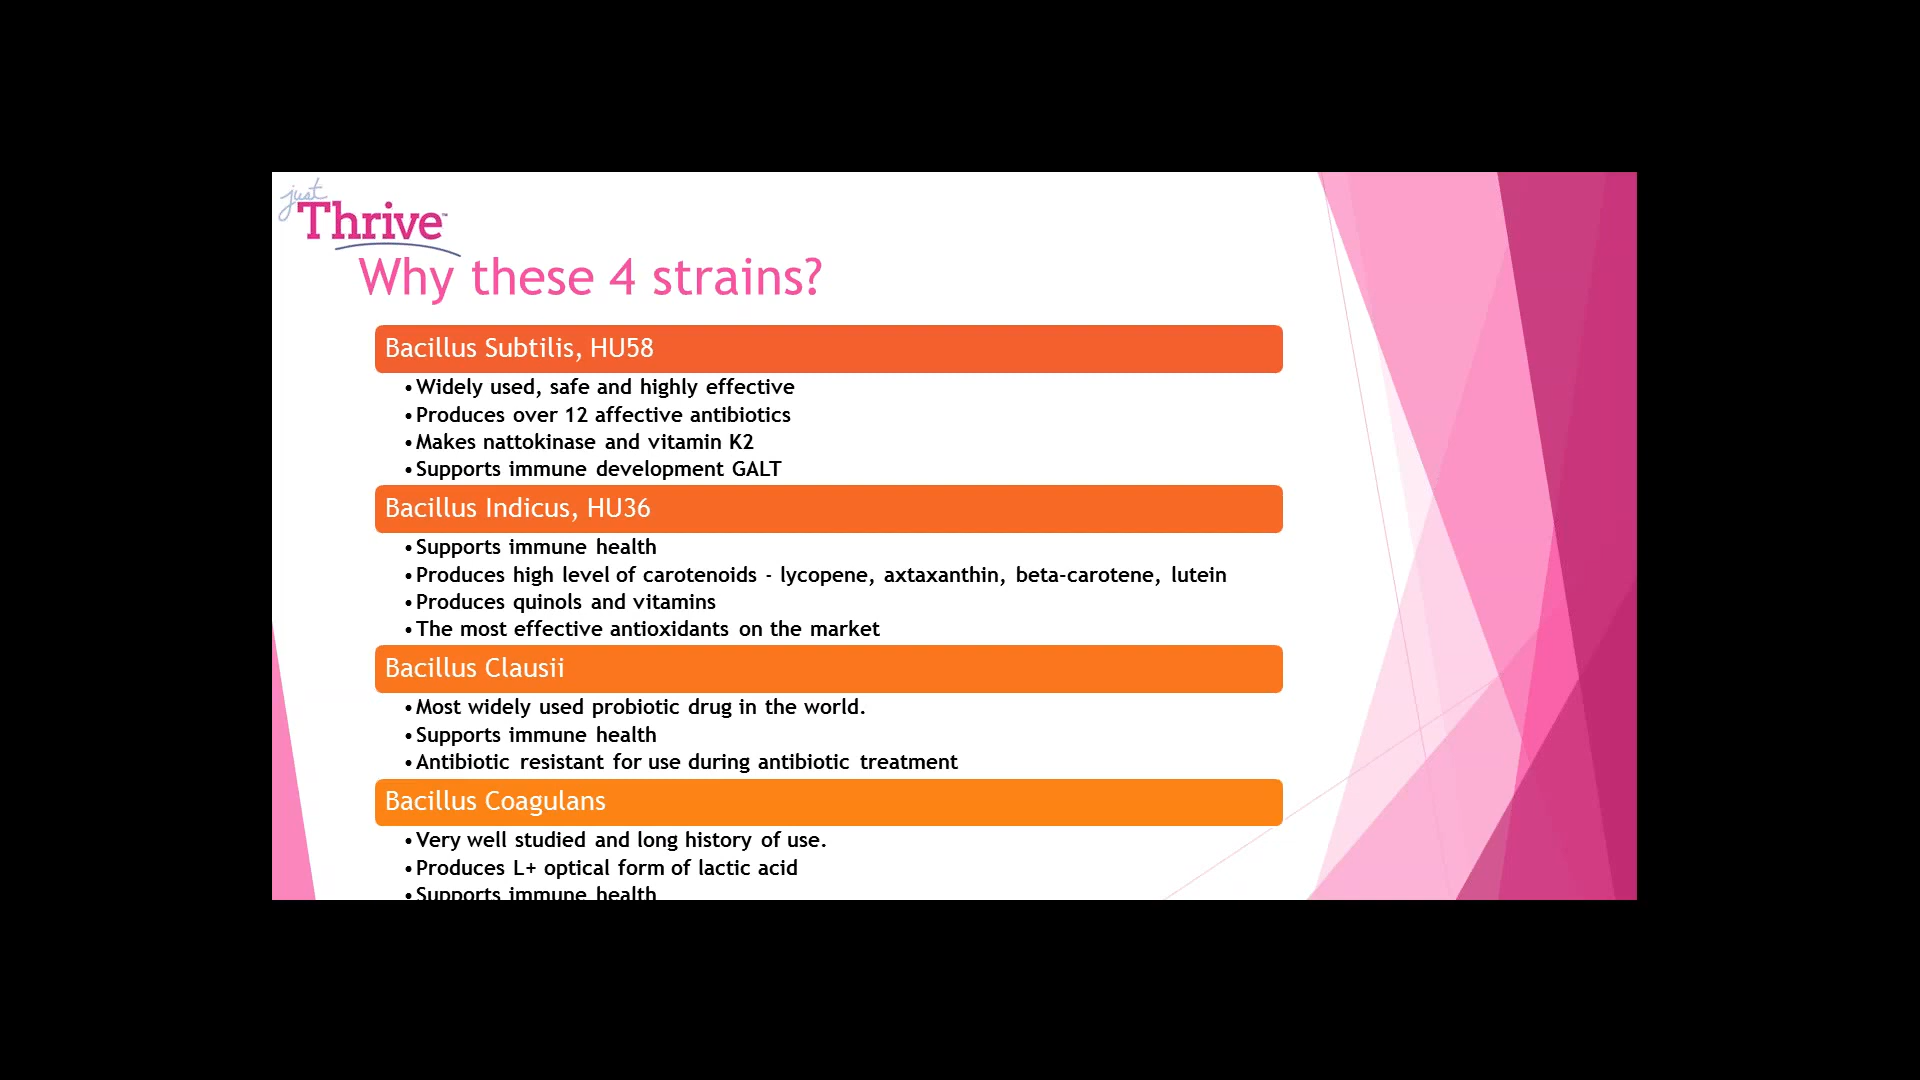 just
Thrive™
Why these 4 strains?
Bacillus Subtilis, HU58
•Widely used, safe and highly effective
•Produces over 12 affective antibiotics
•Makes nattokinase and vitamin K2
•Supports immune development GALT
Bacillus Indicus, HU36
•Supports immune health
•Produces high level of carotenoids - lycopene, axtaxanthin, beta-carotene, lutein
•Produces quinols and vitamins
•The most effective antioxidants on the market
Bacillus Clausii
•Most widely used probiotic drug in the world.
•Supports immune health
•Antibiotic resistant for use during antibiotic treatment
Bacillus Coagulans
•Very well studied and long history of use.
•Produces L+ optical form of lactic acid
•Supports immune health